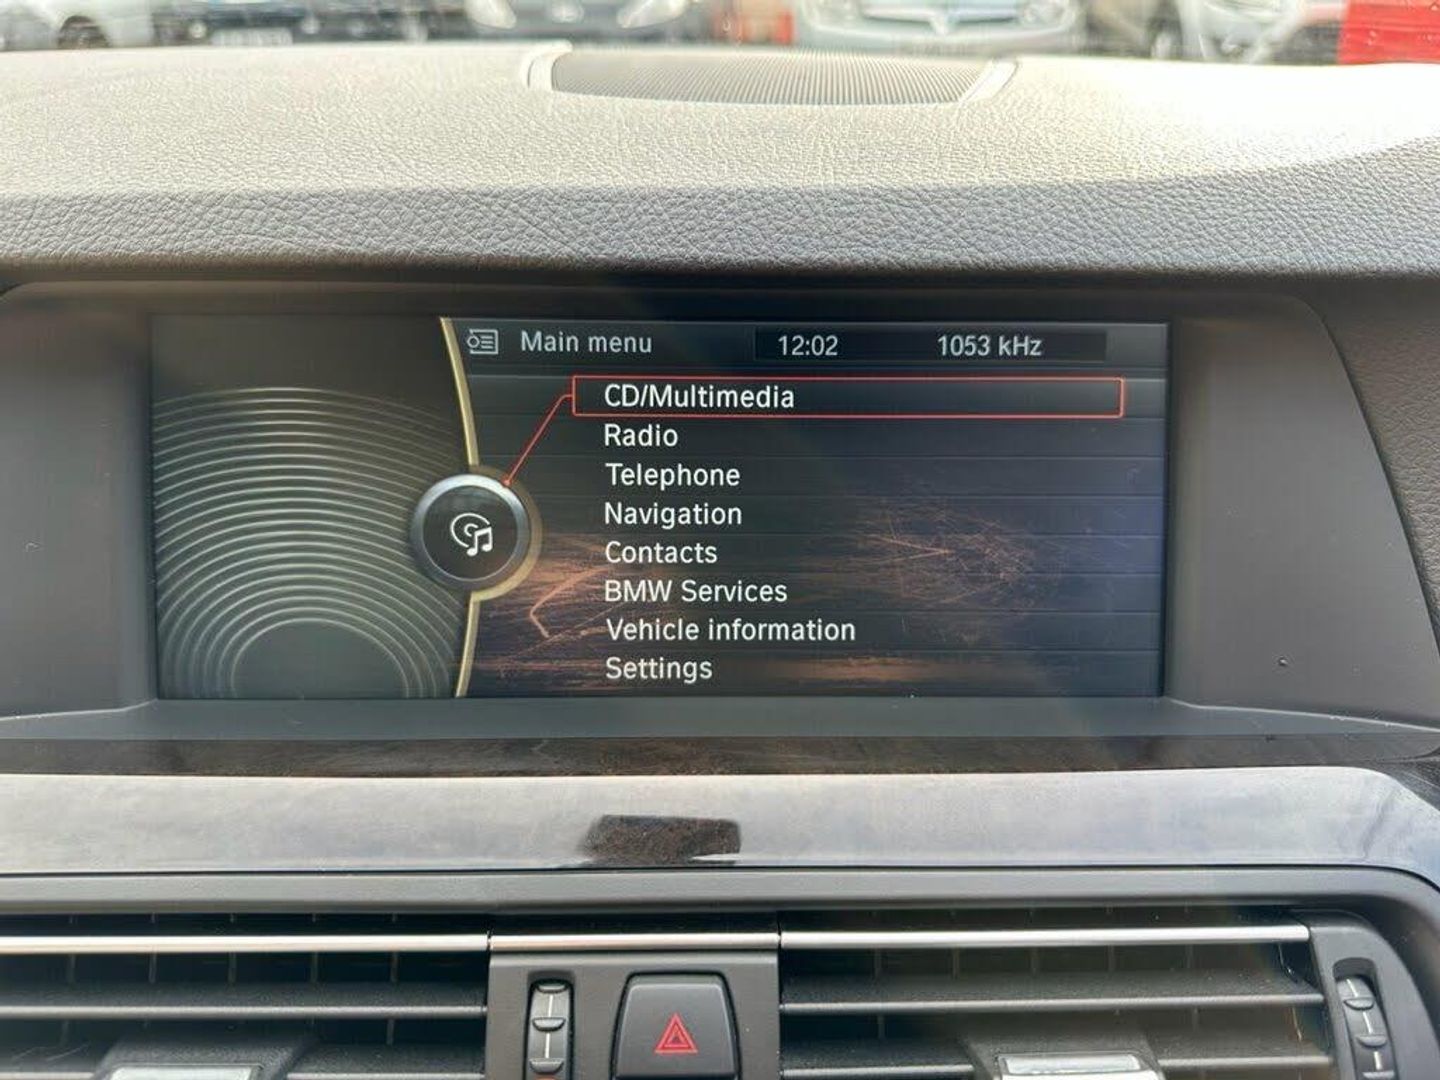 Main menu 12:02 1053 kHz
CD/Multimedia
Radio
Telephone
Navigation
Contacts
BMW Services
Vehicle information
Settings